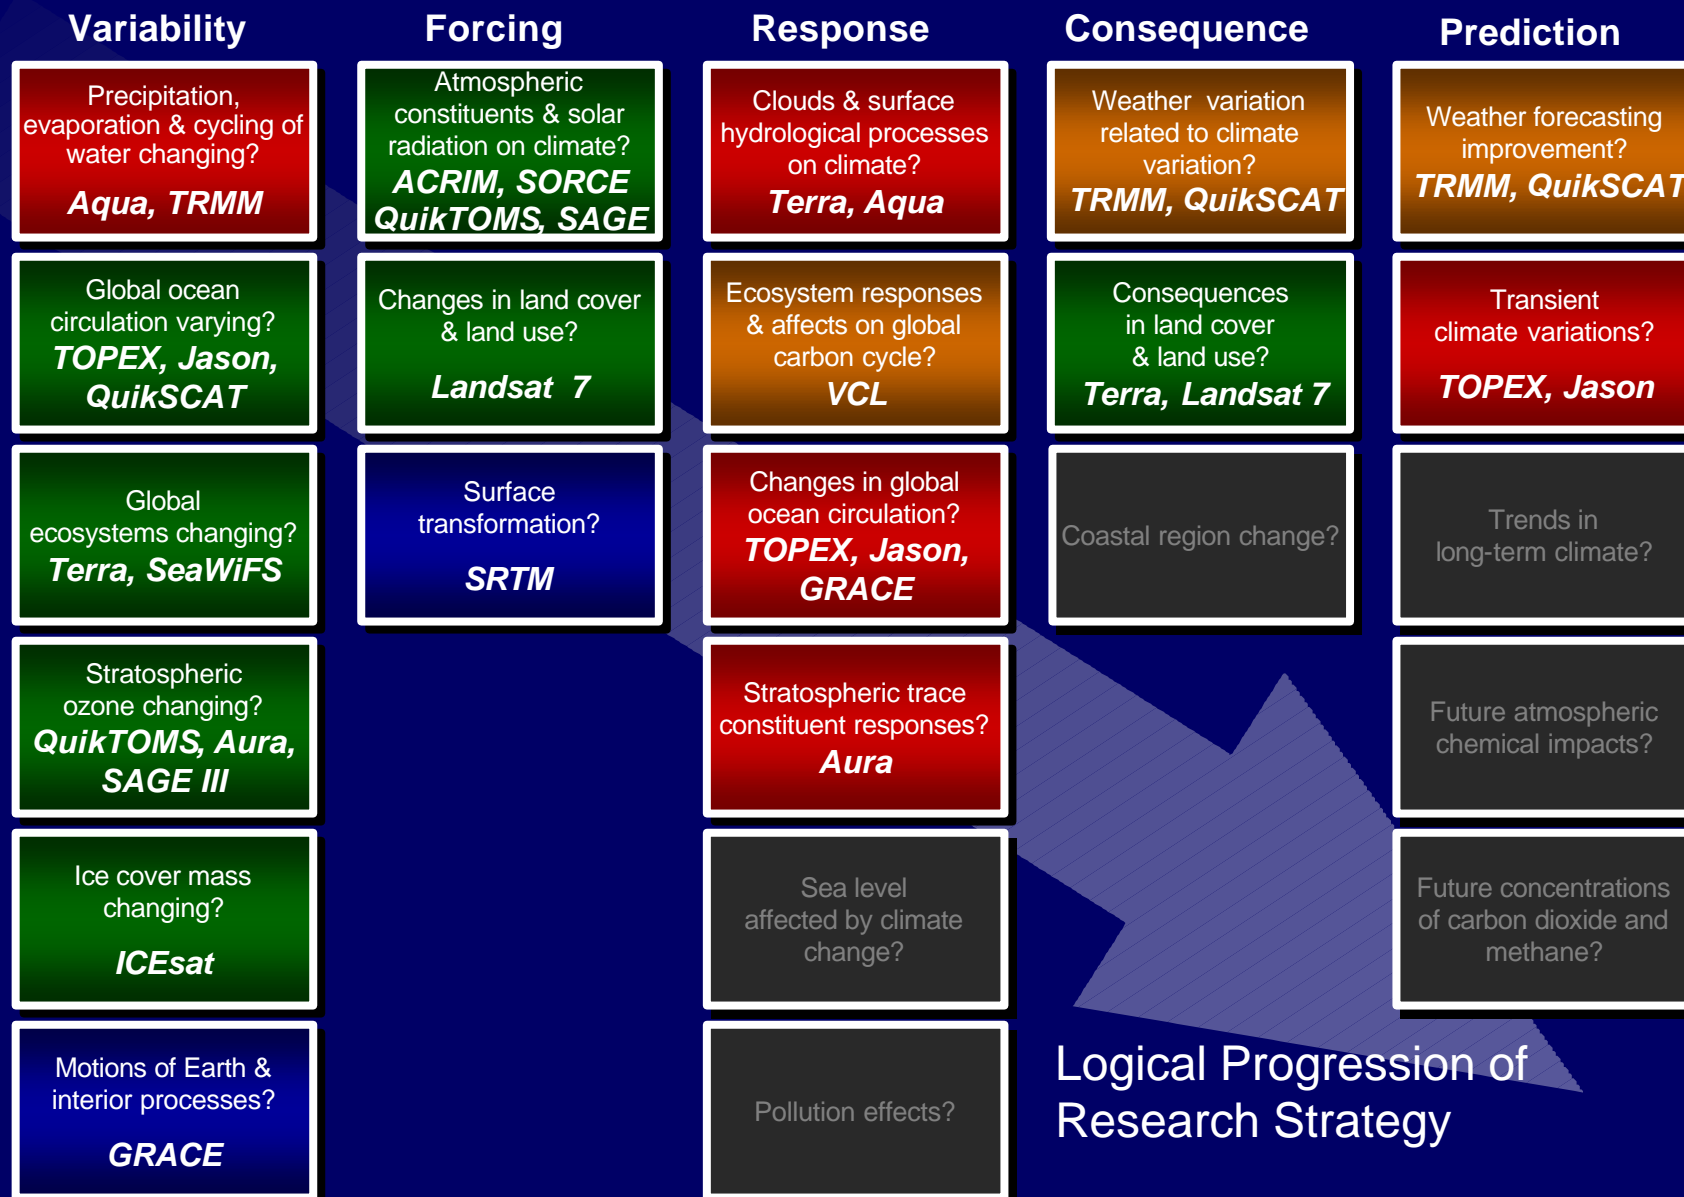 Variability
Precipitation,
evaporation & cycling of
water changing?
Aqua, TRMM
Global ocean
circulation varying?
TOPEX, Jason,
QuikSCAT
Global
ecosystems changing?
Terra, SeaWiFS
Stratospheric
ozone changing?
QuikTOMS, Aura,
SAGE III
Ice cover mass
changing?
ICEsat
Motions of Earth &
interior processes?
GRACE
Forcing
Atmospheric
constituents & solar
radiation on climate?
ACRIM, SORCE
QuikTOMS, SAGE
Changes in land cover
& land use?
Landsat 7
Surface
transformation?
SRTM
Response
Clouds & surface
hydrological processes
on climate?
Terra, Aqua
Ecosystem responses
& affects on global
carbon cycle?
VCL
Changes in global
ocean circulation?
TOPEX, Jason,
GRACE
Stratospheric trace
constituent responses?
Aura
Sea level
affected by climate
change?
Pollution effects?
Consequence
Weather variation
related to climate
variation?
TRMM, QuikSCAT
Consequences
in land cover
& land use?
Terra, Landsat 7
Coastal region change?
Prediction
Weather forecasting
improvement?
TRMM, QuikSCAT
Transient
climate variations?
TOPEX, Jason
Trends in
long-term climate?
Future atmospheric
chemical impacts?
Future concentrations
of carbon dioxide and
methane?
Logical Progression of
Research Strategy